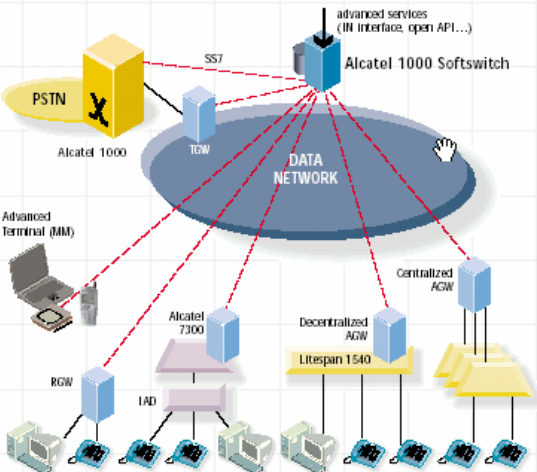 advanced services
(IN interface, open API...)
SS7
Alcatel 1000 Softswitch
PSTN
X
TGW
Alcatel 1000
DATA
NETWORK
Advanced
Terminal (MM)
Centralized
AGW
Alcatel
7300
Decentralized
AGW
Litespan 1540
RGW
IAD